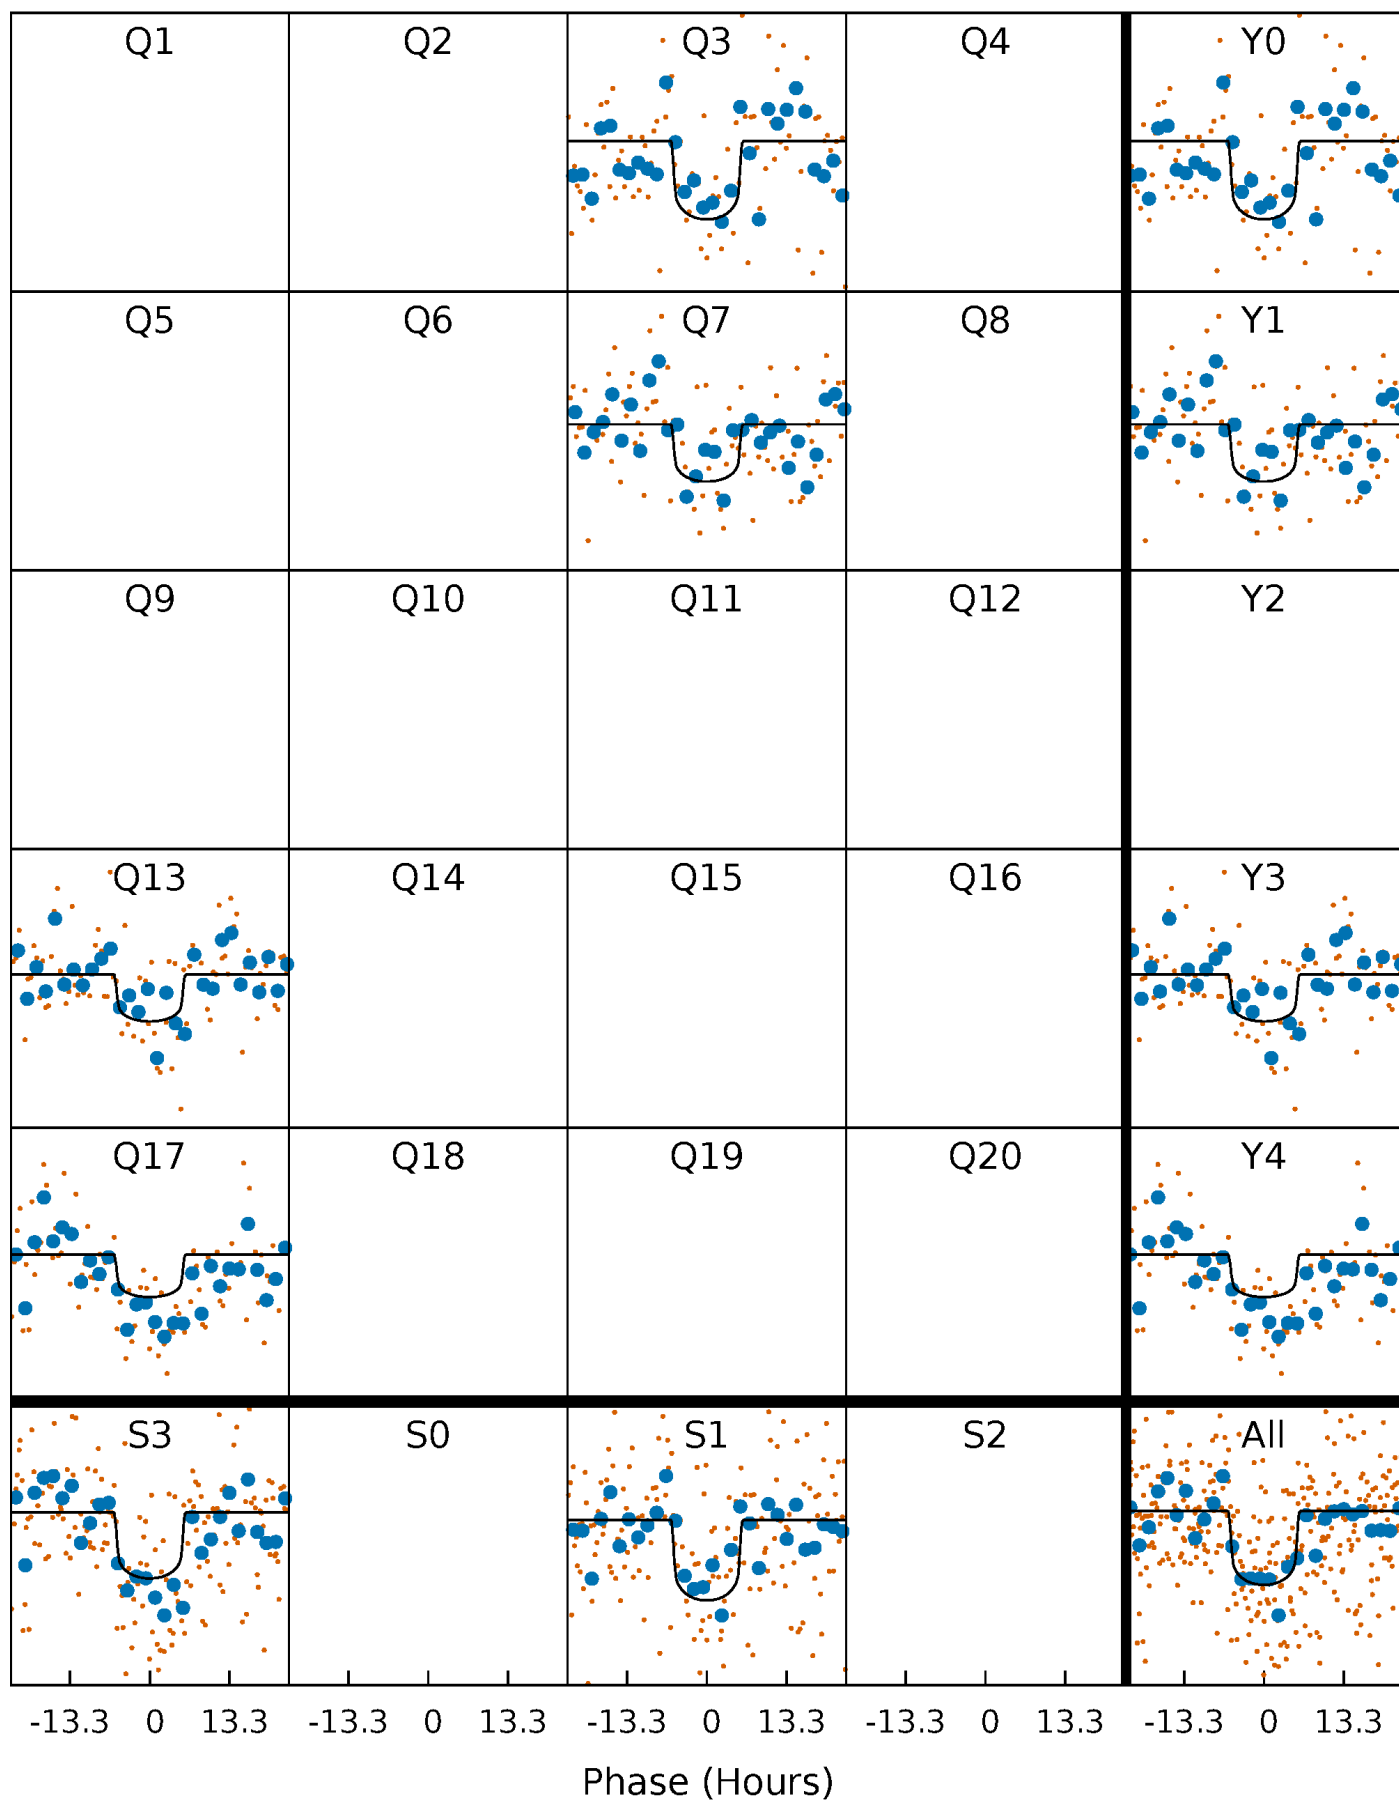 Q1 Q2 Q3 Q4 Y0
Q5 Q6 Q7 Q8 Y1
Q9 Q10 Q11 Q12 Y2
Q13 Q14 Q15 Q16 Y3
Q17 Q18 Q19 Q20 Y4
S3 S0 S1 S2 All
-13.3 0 13.3 -13.3 0 13.3 -13.3 0 13.3 -13.3 0 13.3 -13.3 0 13.3
Phase (Hours)